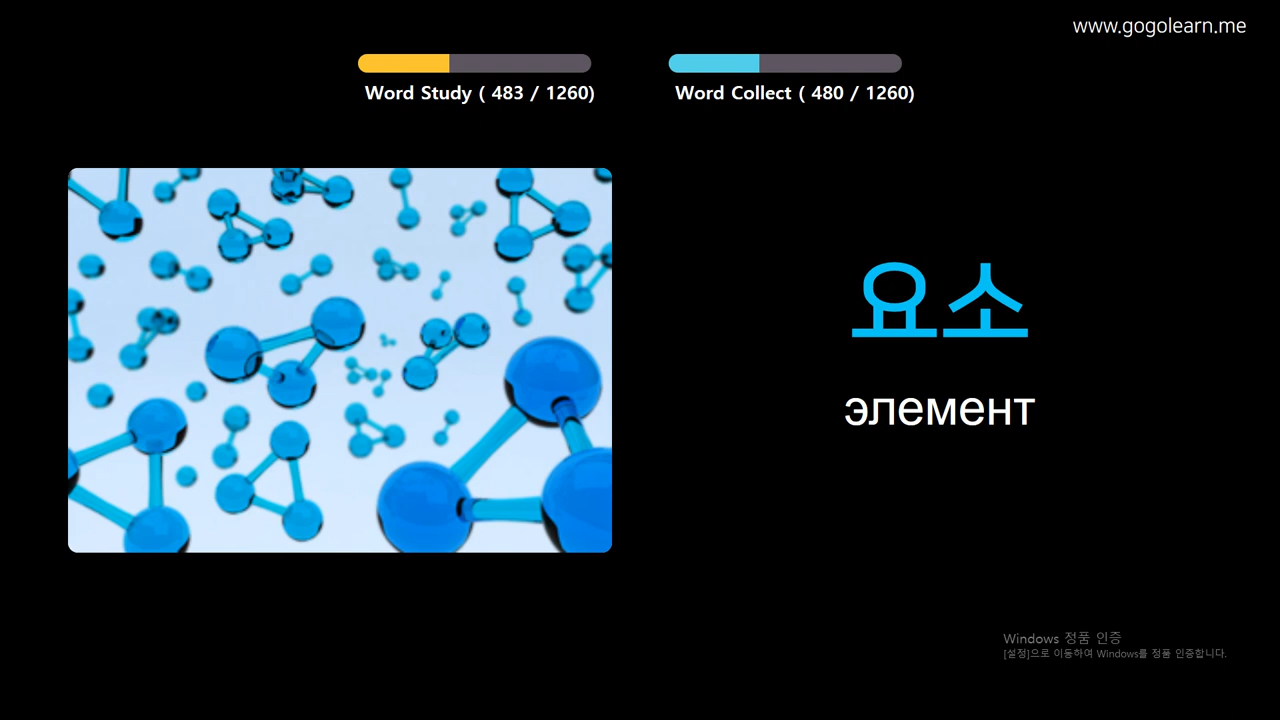 www.gogolearn.me
Word Study ( 483 / 1260)
Word Collect ( 480 / 1260)
요소
элемент
Windows 정품 인증
[설정]으로 이동하여 Windows를 정품 인증합니다.